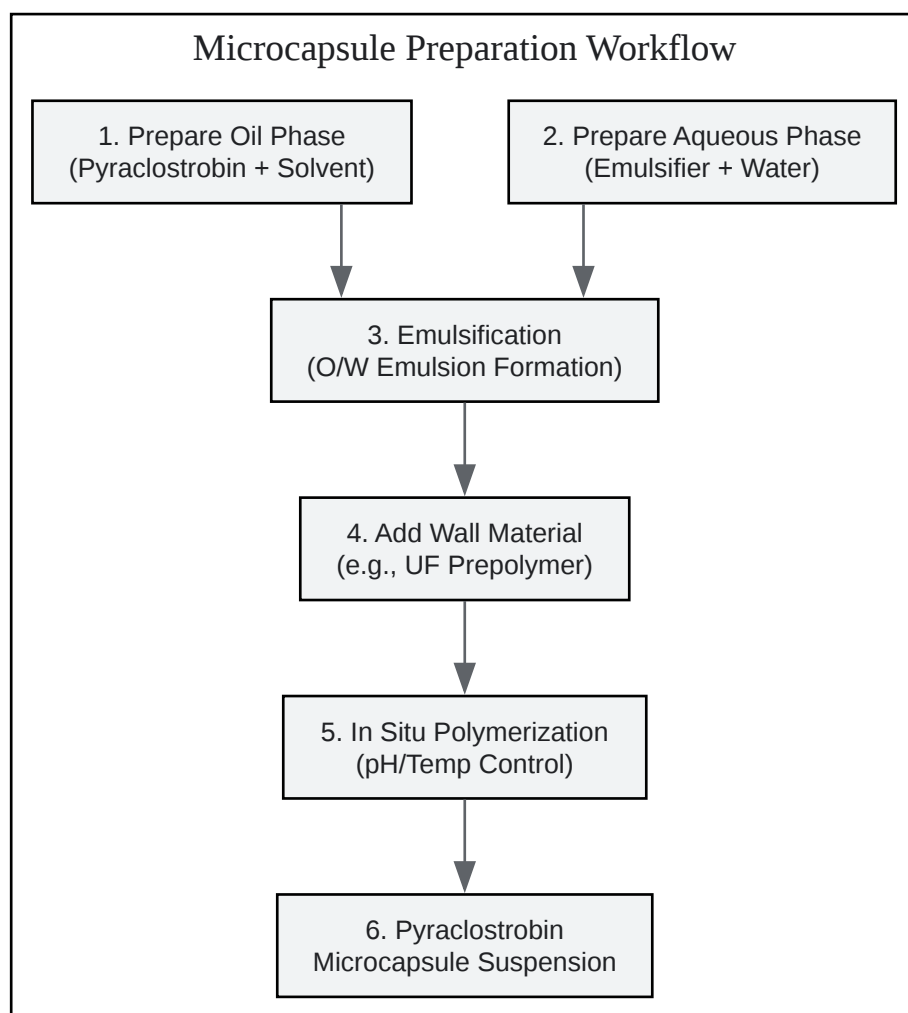 Microcapsule Preparation Workflow
1. Prepare Oil Phase
(Pyraclostrobin + Solvent)
2. Prepare Aqueous Phase
(Emulsifier + Water)
3. Emulsification
(O/W Emulsion Formation)
4. Add Wall Material
(e.g., UF Prepolymer)
5. In Situ Polymerization
(pH/Temp Control)
6. Pyraclostrobin
Microcapsule Suspension